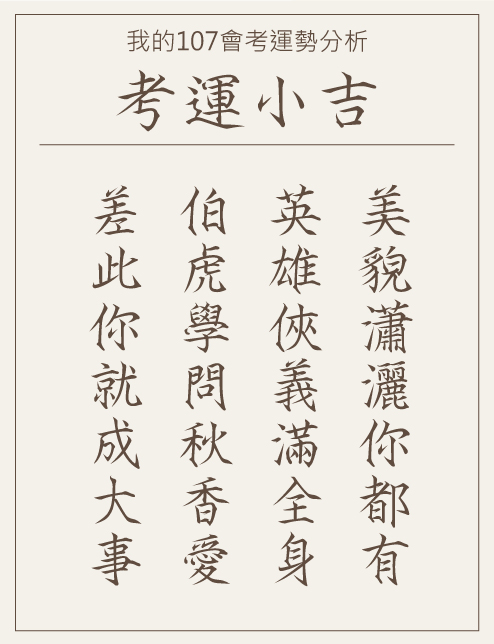 我的107會考運勢分析
考運小吉
美貌瀟灑你都有
英雄俠義滿全身
伯虎學問秋香愛
差此你就成大事